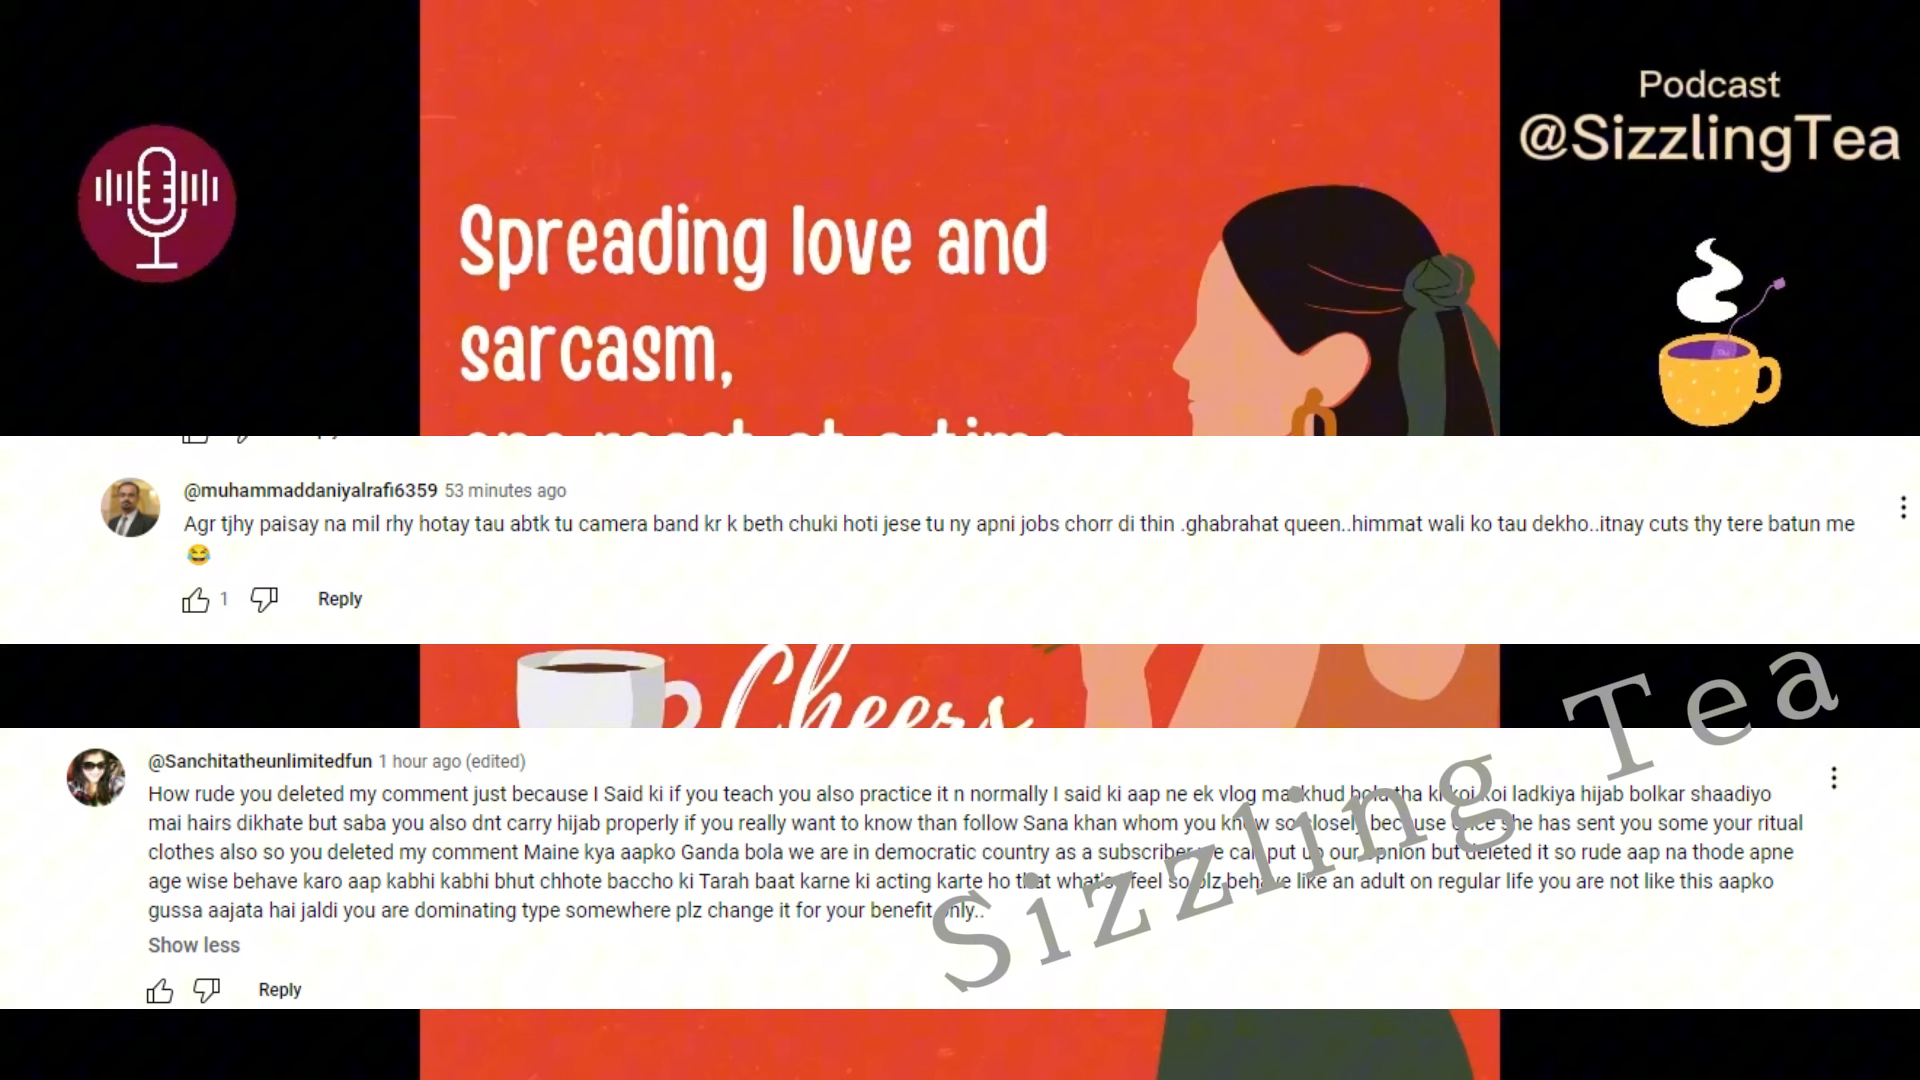 Podcast
@SizzlingTea
Spreading love and
sarcasm,
@muhammaddaniyalrafi6359 53 minutes ago
Agr tjhy paisay na mil rhy hotay tau abtk tu camera band kr k beth chuki hoti jese tu ny apni jobs chorr di thin .ghabrahat queen..himmat wali ko tau dekho..itnay cuts thy tere batun me
😂
1 Reply
Cheers
@Sanchitatheunlimitedfun 1 hour ago (edited)
How rude you deleted my comment just because I Said ki if you teach you also practice it n normally I said ki aap ne ek vlog mai khud bola tha ki koi koi ladkiya hijab bolkar shaadiyo
mai hairs dikhate but saba you also dnt carry hijab properly if you really want to know than follow Sana khan whom you know so closely because once she has sent you some your ritual
clothes also so you deleted my comment Maine kya aapko Ganda bola we are in democratic country as a subscriber we can put up our opnion but deleted it so rude aap na thode apne
age wise behave karo aap kabhi kabhi bhut chhote baccho ki Tarah baat karne ki acting karte ho that what's feel so plz behave like an adult on regular life you are not like this aapko
gussa aajata hai jaldi you are dominating type somewhere plz change it for your benefit only..
Show less
Reply
Sizzling Tea